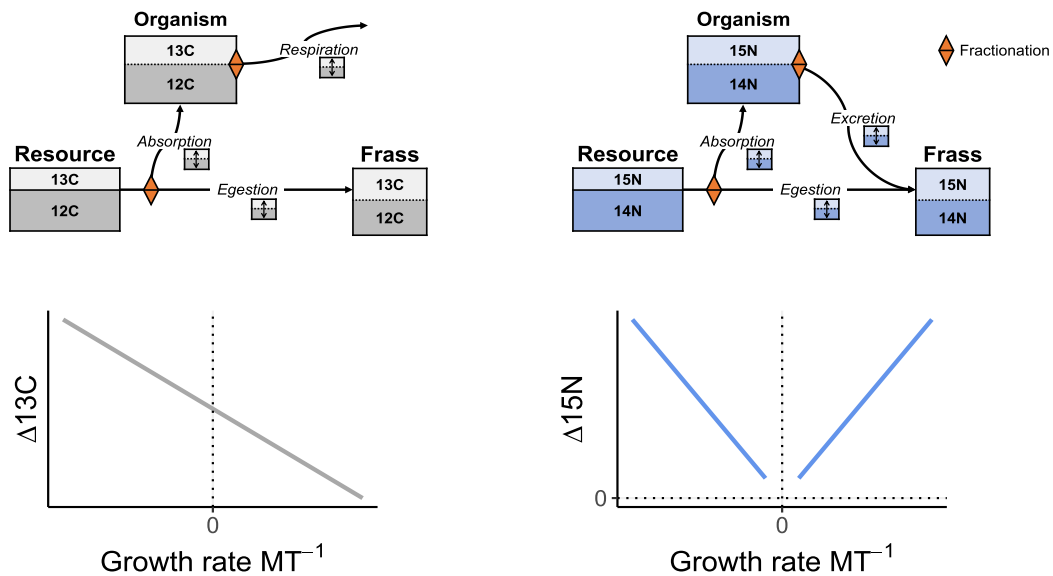 Organism
13C
12C
Respiration
Absorption
Resource
13C
12C
Egestion
Frass
13C
12C
Organism
15N
14N
Fractionation
Excretion
Absorption
Resource
15N
14N
Egestion
Frass
15N
14N
Δ13C
0
Growth rate MT⁻¹
Δ15N
0
0
Growth rate MT⁻¹